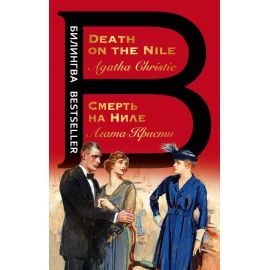 БИЛИНГВА BESTSELLER
B
DEATH
ON THE NILE
Agatha Christie
СМЕРТЬ
НА НИЛЕ
Агата Кристи